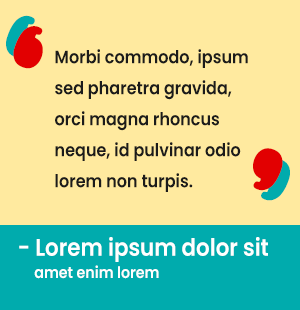 Morbi commodo, ipsum
sed pharetra gravida,
orci magna rhoncus
neque, id pulvinar odio
lorem non turpis.
- Lorem ipsum dolor sit
amet enim lorem